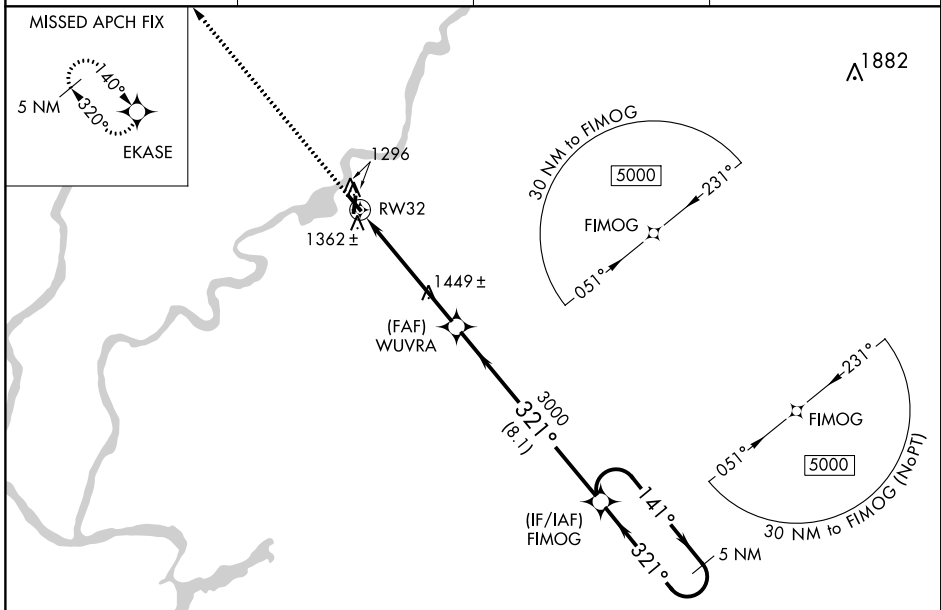 MISSED APCH FIX
140°
5 NM
320°
EKASE
1882
30 NM to FIMOG
5000
231°
FIMOG
051°
1296
RW32
1362 ±
1449 ±
(FAF)
WUVRA
3000
321°
(8.1)
231°
FIMOG
051°
5000
30 NM to FIMOG (NoPT)
(IF/IAF)
FIMOG
141°
321°
5 NM